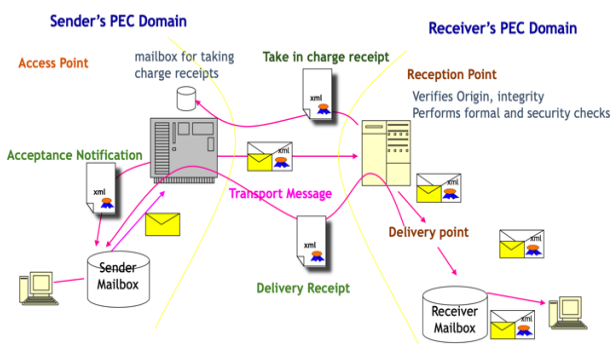 Sender's PEC Domain
Receiver's PEC Domain
Access Point
mailbox for taking
charge receipts
Take in charge receipt
Reception Point
Verifies Origin, integrity
Performs formal and security checks
xml
Acceptance Notification
xml
xml
Transport Message
xml
xml
Delivery point
xml
Sender
Mailbox
Delivery Receipt
Receiver
Mailbox
xml